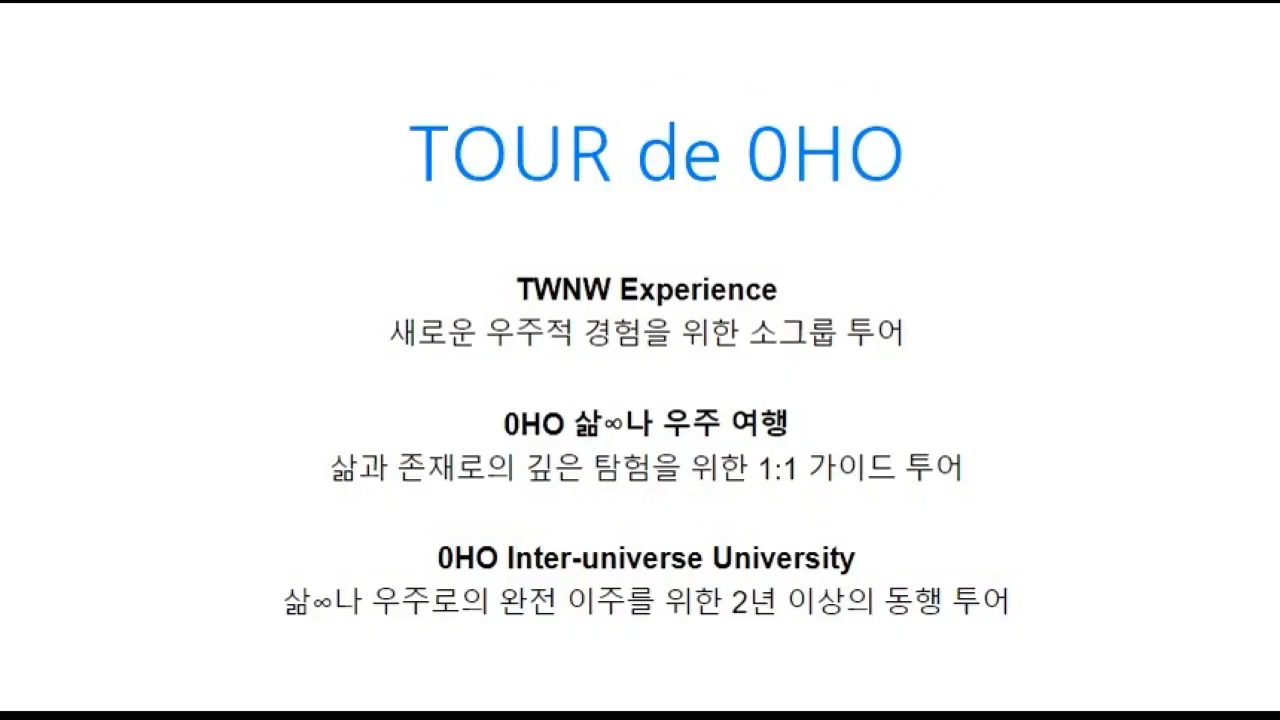 TOUR de 0HO
TWNW Experience
새로운 우주적 경험을 위한 소그룹 투어
0HO 삶∞나 우주 여행
삶과 존재로의 깊은 탐험을 위한 1:1 가이드 투어
0HO Inter-universe University
삶∞나 우주로의 완전 이주를 위한 2년 이상의 동행 투어